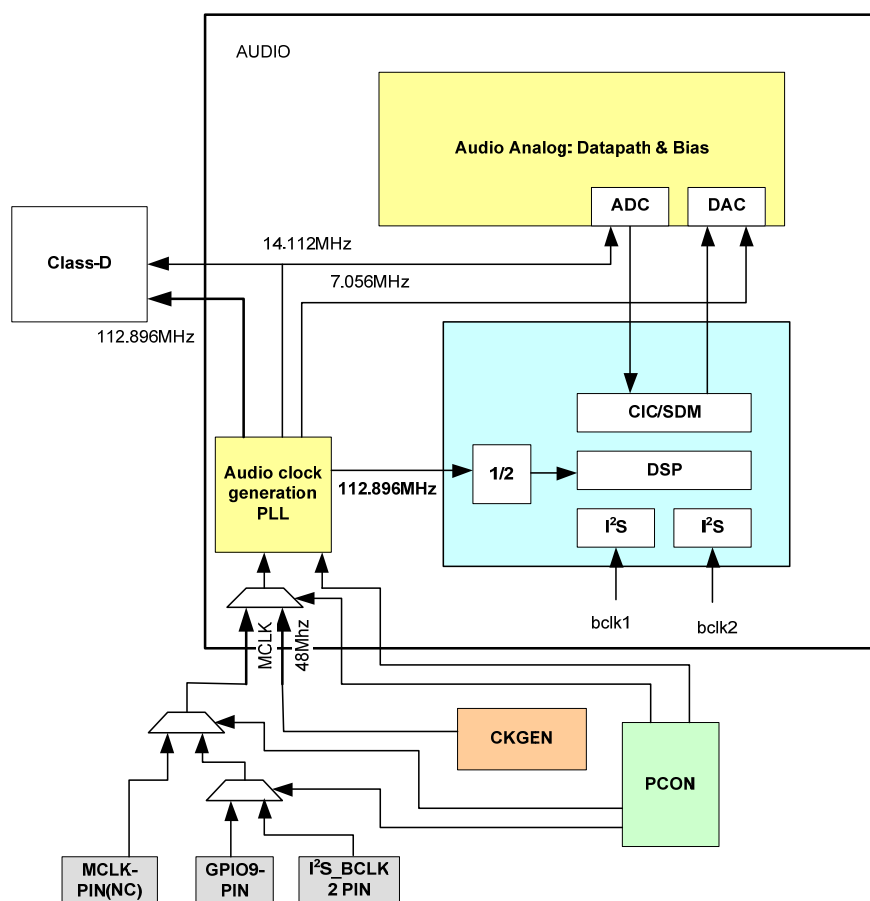 AUDIO
Audio Analog: Datapath & Bias
ADC
DAC
Class-D
14.112MHz
7.056MHz
112.896MHz
CIC/SDM
Audio clock
generation
PLL
112.896MHz
1/2
DSP
I²S
I²S
bclk1
bclk2
MCLK
48Mhz
CKGEN
PCON
MCLK-
PIN(NC)
GPIO9-
PIN
I²S_BCLK
2 PIN